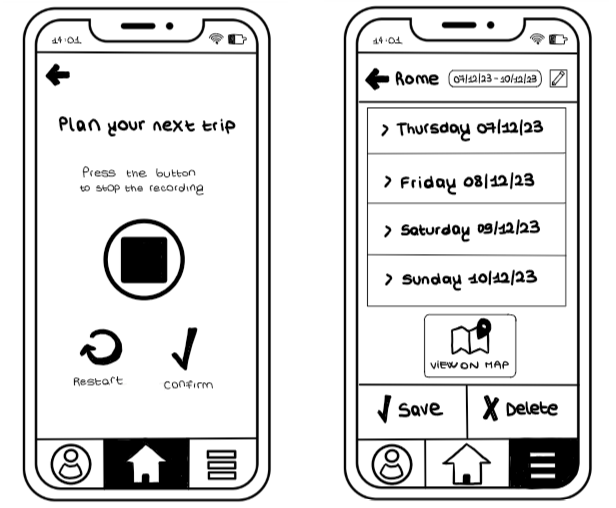 14:01
Plan your next trip
Press the button
to stop the recording
Restart
Confirm
14:01
Rome
07/12/23 - 10/12/23
> Thursday 07/12/23
> Friday 08/12/23
> Saturday 09/12/23
> Sunday 10/12/23
VIEW ON MAP
Save
Delete